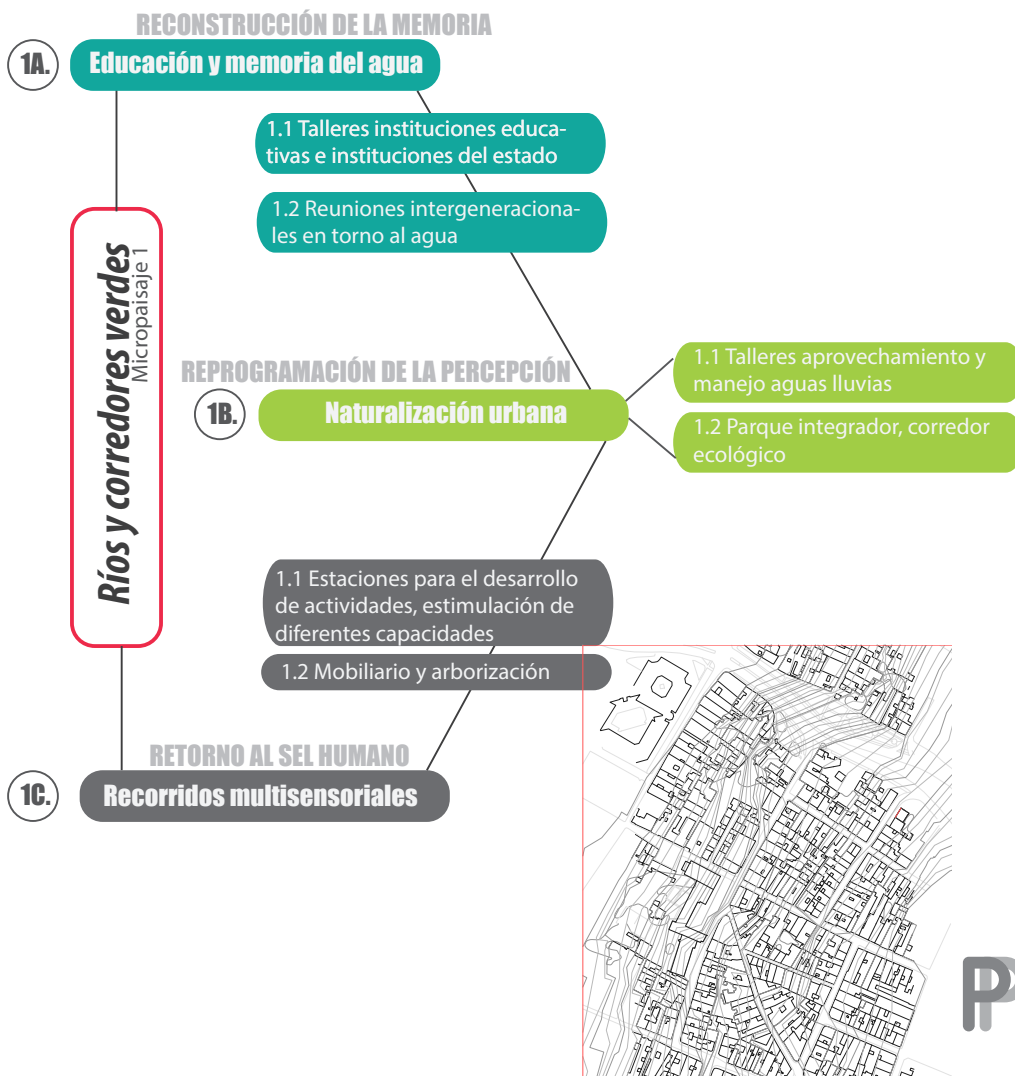 RECONSTRUCCIÓN DE LA MEMORIA
1A.
Educación y memoria del agua
1.1 Talleres instituciones educa-
tivas e instituciones del estado
1.2 Reuniones intergeneraciona-
les en torno al agua
Ríos y corredores verdes
Micropaisaje 1
REPROGRAMACIÓN DE LA PERCEPCIÓN
1B.
Naturalización urbana
1.1 Talleres aprovechamiento y
manejo aguas lluvias
1.2 Parque integrador, corredor
ecológico
1.1 Estaciones para el desarrollo
de actividades, estimulación de
diferentes capacidades
1.2 Mobiliario y arborización
RETORNO AL SEL HUMANO
1C.
Recorridos multisensoriales
PP